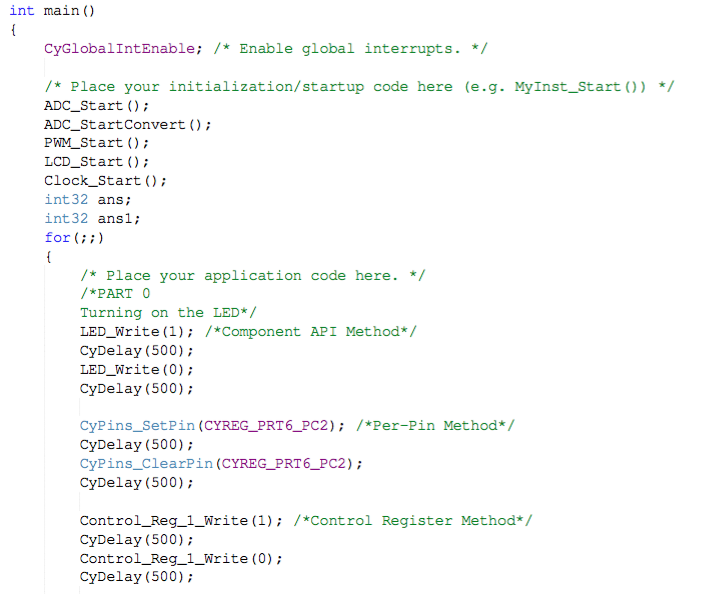 int main()
{
CyGlobalIntEnable; /* Enable global interrupts. */
/* Place your initialization/startup code here (e.g. MyInst_Start()) */
ADC_Start();
ADC_StartConvert();
PWM_Start();
LCD_Start();
Clock_Start();
int32 ans;
int32 ans1;
for(;;)
{
/* Place your application code here. */
/*PART 0
Turning on the LED*/
LED_Write(1); /*Component API Method*/
CyDelay(500);
LED_Write(0);
CyDelay(500);
CyPins_SetPin(CYREG_PRT6_PC2); /*Per-Pin Method*/
CyDelay(500);
CyPins_ClearPin(CYREG_PRT6_PC2);
CyDelay(500);
Control_Reg_1_Write(1); /*Control Register Method*/
CyDelay(500);
Control_Reg_1_Write(0);
CyDelay(500);